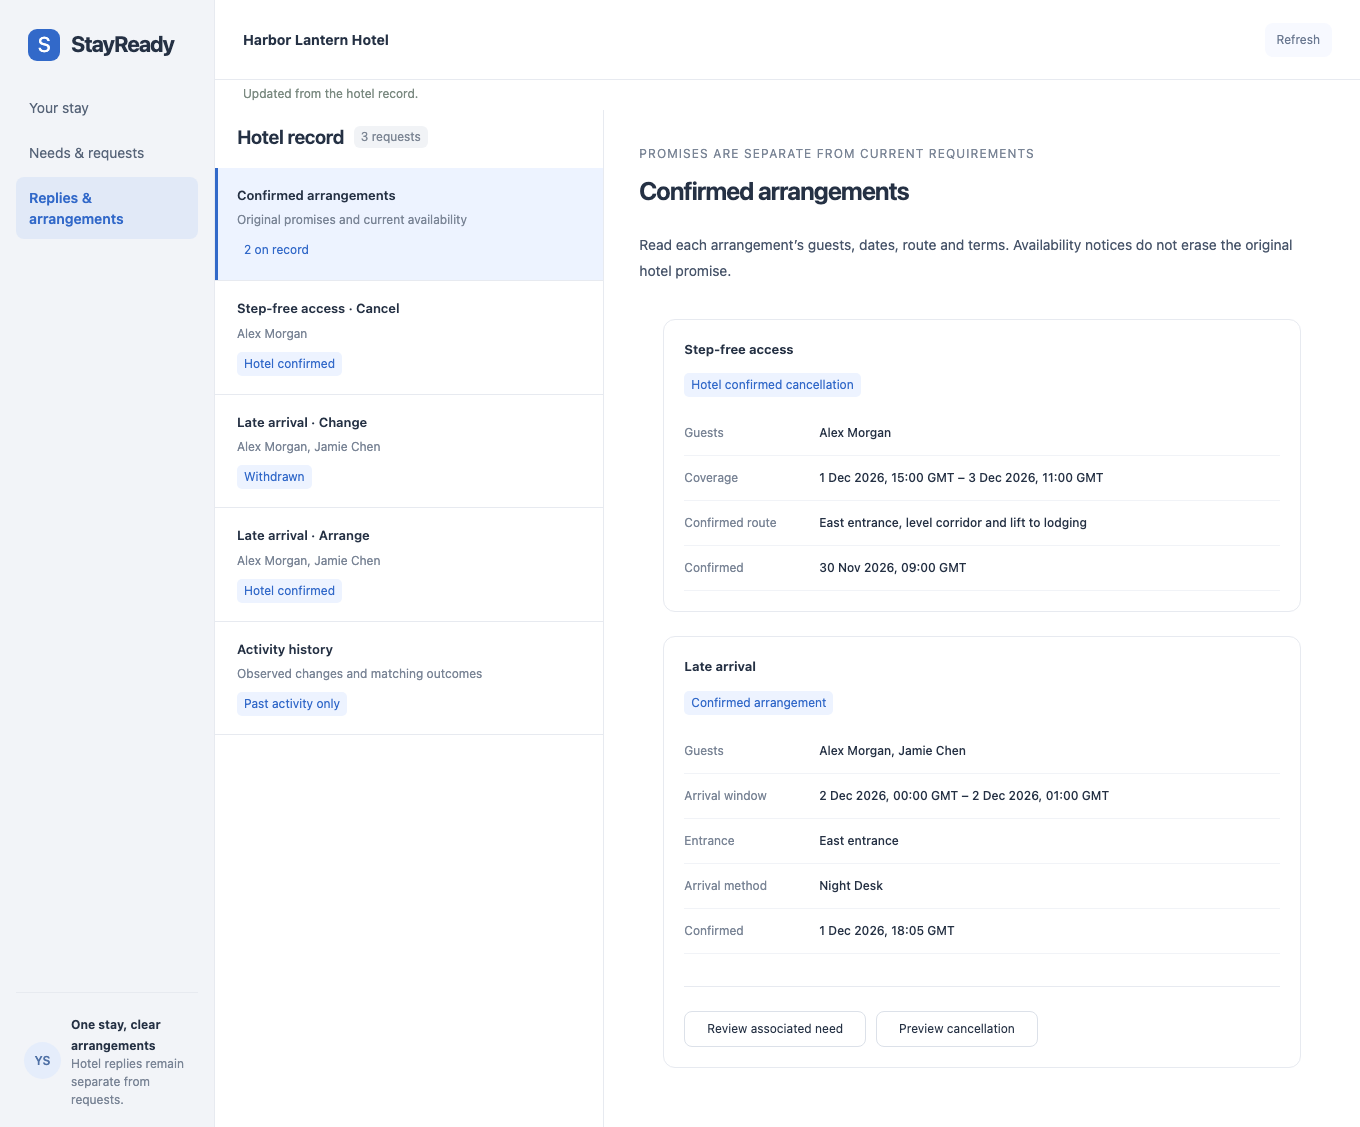 S StayReady
Your stay
Needs & requests
Replies &
arrangements
YS
One stay, clear
arrangements
Hotel replies remain
separate from
requests.
Harbor Lantern Hotel
Refresh
Updated from the hotel record.
Hotel record 3 requests
Confirmed arrangements
Original promises and current availability
2 on record
Step-free access · Cancel
Alex Morgan
Hotel confirmed
Late arrival · Change
Alex Morgan, Jamie Chen
Withdrawn
Late arrival · Arrange
Alex Morgan, Jamie Chen
Hotel confirmed
Activity history
Observed changes and matching outcomes
Past activity only
PROMISES ARE SEPARATE FROM CURRENT REQUIREMENTS
Confirmed arrangements
Read each arrangement’s guests, dates, route and terms. Availability notices do not erase the original
hotel promise.
Step-free access
Hotel confirmed cancellation
Guests Alex Morgan
Coverage 1 Dec 2026, 15:00 GMT – 3 Dec 2026, 11:00 GMT
Confirmed route East entrance, level corridor and lift to lodging
Confirmed 30 Nov 2026, 09:00 GMT
Late arrival
Confirmed arrangement
Guests Alex Morgan, Jamie Chen
Arrival window 2 Dec 2026, 00:00 GMT – 2 Dec 2026, 01:00 GMT
Entrance East entrance
Arrival method Night Desk
Confirmed 1 Dec 2026, 18:05 GMT
Review associated need Preview cancellation